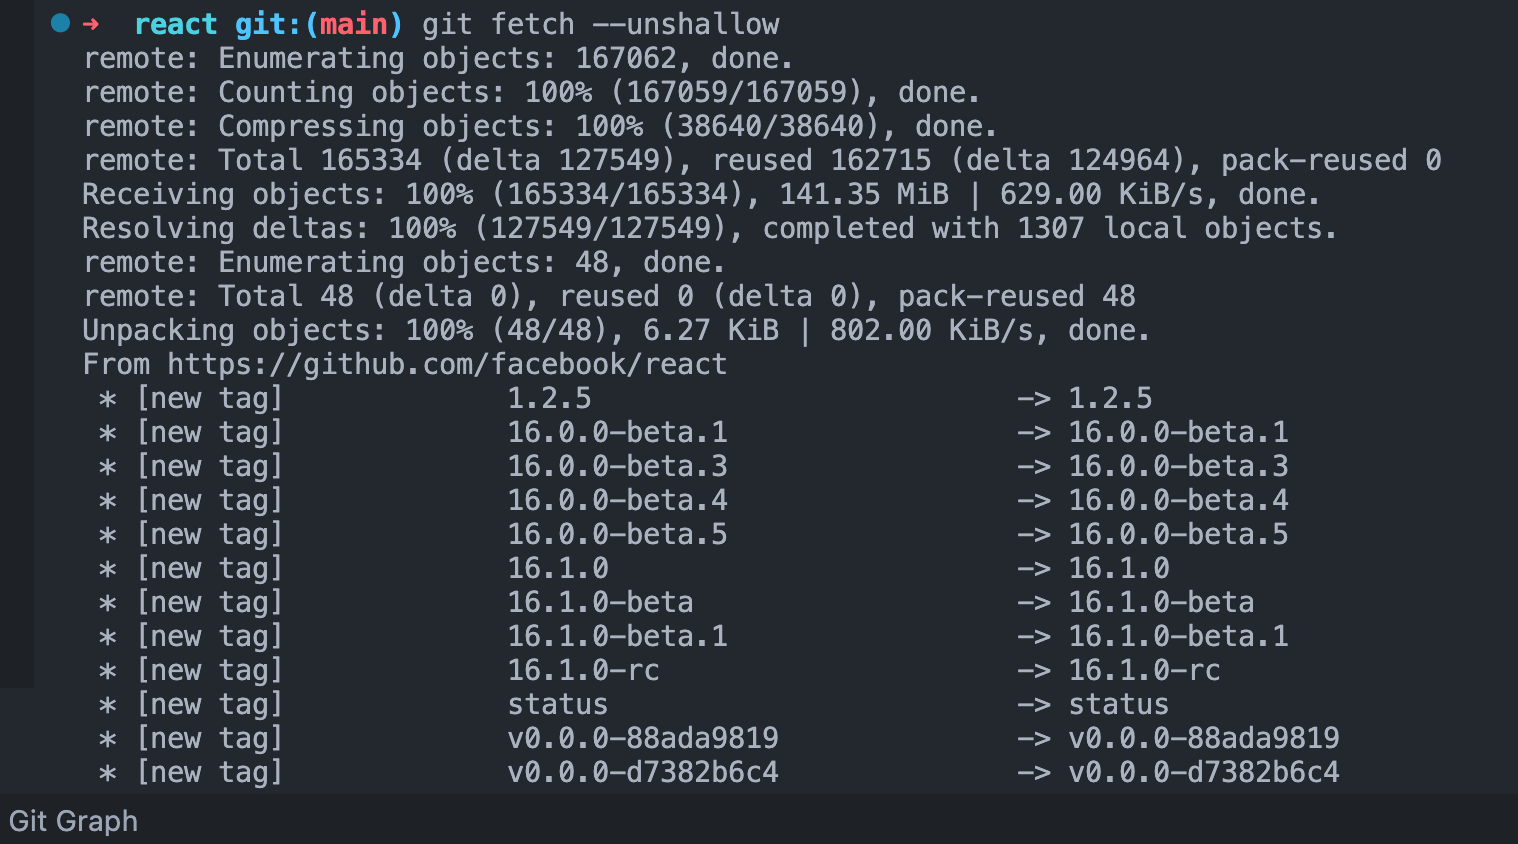 ➜ react git:(main) git fetch --unshallow
remote: Enumerating objects: 167062, done.
remote: Counting objects: 100% (167059/167059), done.
remote: Compressing objects: 100% (38640/38640), done.
remote: Total 165334 (delta 127549), reused 162715 (delta 124964), pack-reused 0
Receiving objects: 100% (165334/165334), 141.35 MiB | 629.00 KiB/s, done.
Resolving deltas: 100% (127549/127549), completed with 1307 local objects.
remote: Enumerating objects: 48, done.
remote: Total 48 (delta 0), reused 0 (delta 0), pack-reused 48
Unpacking objects: 100% (48/48), 6.27 KiB | 802.00 KiB/s, done.
From https://github.com/facebook/react
 * [new tag]             1.2.5                         -> 1.2.5
 * [new tag]             16.0.0-beta.1                 -> 16.0.0-beta.1
 * [new tag]             16.0.0-beta.3                 -> 16.0.0-beta.3
 * [new tag]             16.0.0-beta.4                 -> 16.0.0-beta.4
 * [new tag]             16.0.0-beta.5                 -> 16.0.0-beta.5
 * [new tag]             16.1.0                        -> 16.1.0
 * [new tag]             16.1.0-beta                   -> 16.1.0-beta
 * [new tag]             16.1.0-beta.1                 -> 16.1.0-beta.1
 * [new tag]             16.1.0-rc                     -> 16.1.0-rc
 * [new tag]             status                        -> status
 * [new tag]             v0.0.0-88ada9819              -> v0.0.0-88ada9819
 * [new tag]             v0.0.0-d7382b6c4              -> v0.0.0-d7382b6c4
Git Graph